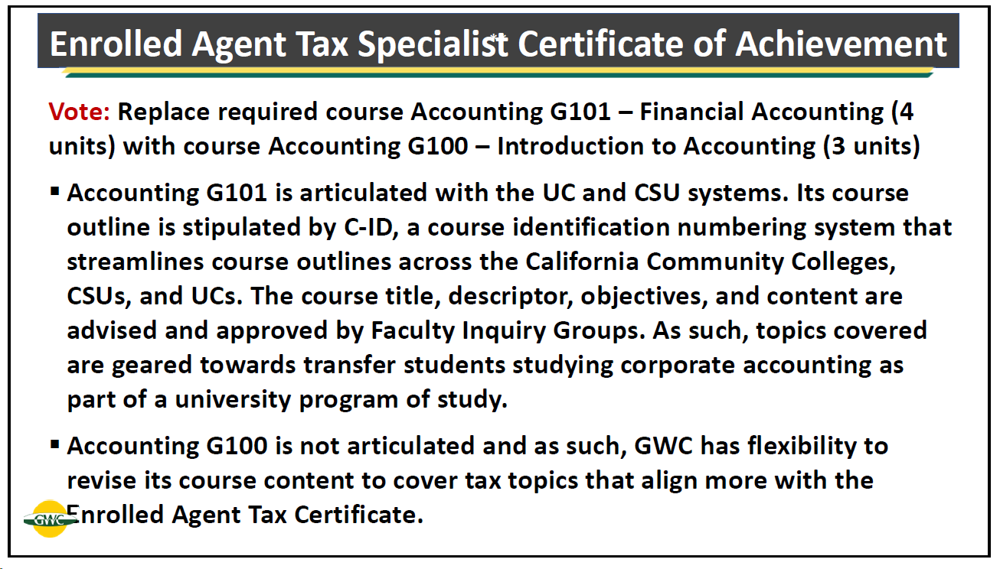 Enrolled Agent Tax Specialist Certificate of Achievement
**
Vote: Replace required course Accounting G101 – Financial Accounting (4
units) with course Accounting G100 – Introduction to Accounting (3 units)
▪ Accounting G101 is articulated with the UC and CSU systems. Its course
outline is stipulated by C-ID, a course identification numbering system that
streamlines course outlines across the California Community Colleges,
CSUs, and UCs. The course title, descriptor, objectives, and content are
advised and approved by Faculty Inquiry Groups. As such, topics covered
are geared towards transfer students studying corporate accounting as
part of a university program of study.
▪ Accounting G100 is not articulated and as such, GWC has flexibility to
revise its course content to cover tax topics that align more with the
Enrolled Agent Tax Certificate.
GWC